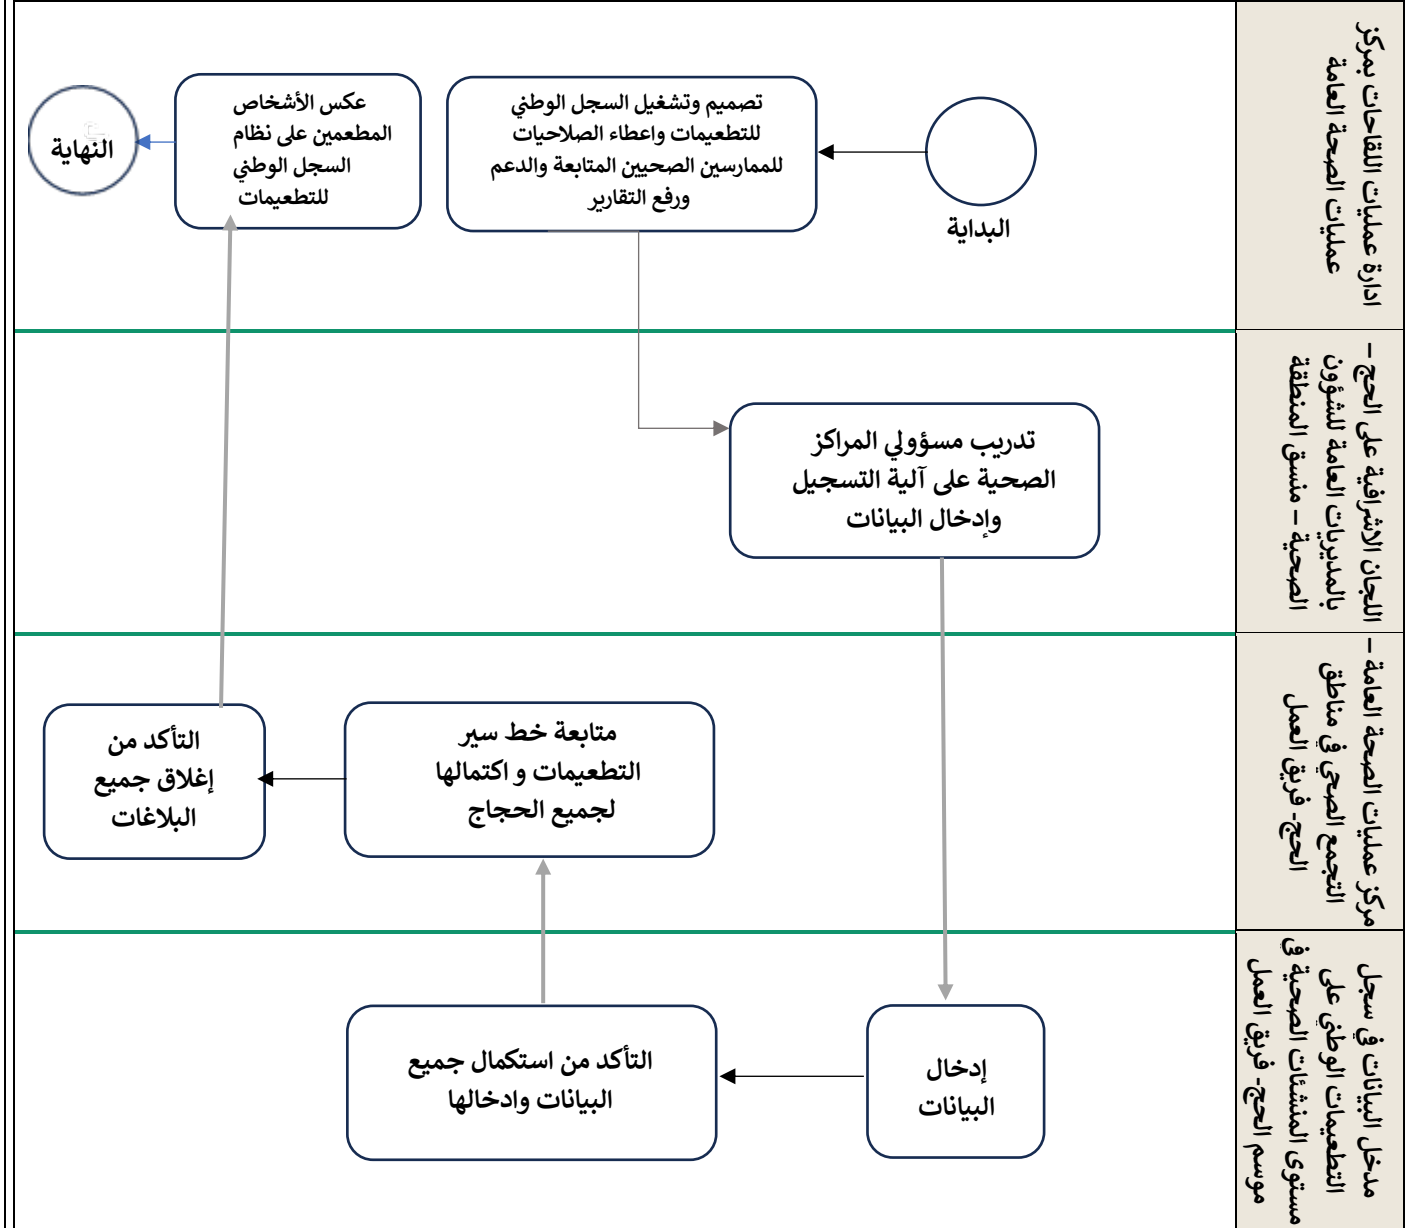 ادارة عمليات اللقاحات بمركز
عمليات الصحة العامة
البداية
تصميم وتشغيل السجل الوطني
للتطعيمات واعطاء الصلاحيات
للممارسين الصحيين المتابعة والدعم
ورفع التقارير
عكس الأشخاص
المطعمين على نظام
السجل الوطني
للتطعيمات
النهاية
اللجان الاشرافية على الحج –
بالمديريات العامة للشؤون
الصحية – منسق المنطقة
تدريب مسؤولي المراكز
الصحية على آلية التسجيل
وإدخال البيانات
مركز عمليات الصحة العامة –
التجمع الصحي في مناطق
الحج- فريق العمل
متابعة خط سير
التطعيمات و اكتمالها
لجميع الحجاج
التأكد من
إغلاق جميع
البلاغات
مدخل البيانات في سجل
التطعيمات الوطني على
مستوى المنشئات الصحية في
موسم الحج- فريق العمل
إدخال
البيانات
التأكد من استكمال جميع
البيانات وادخالها